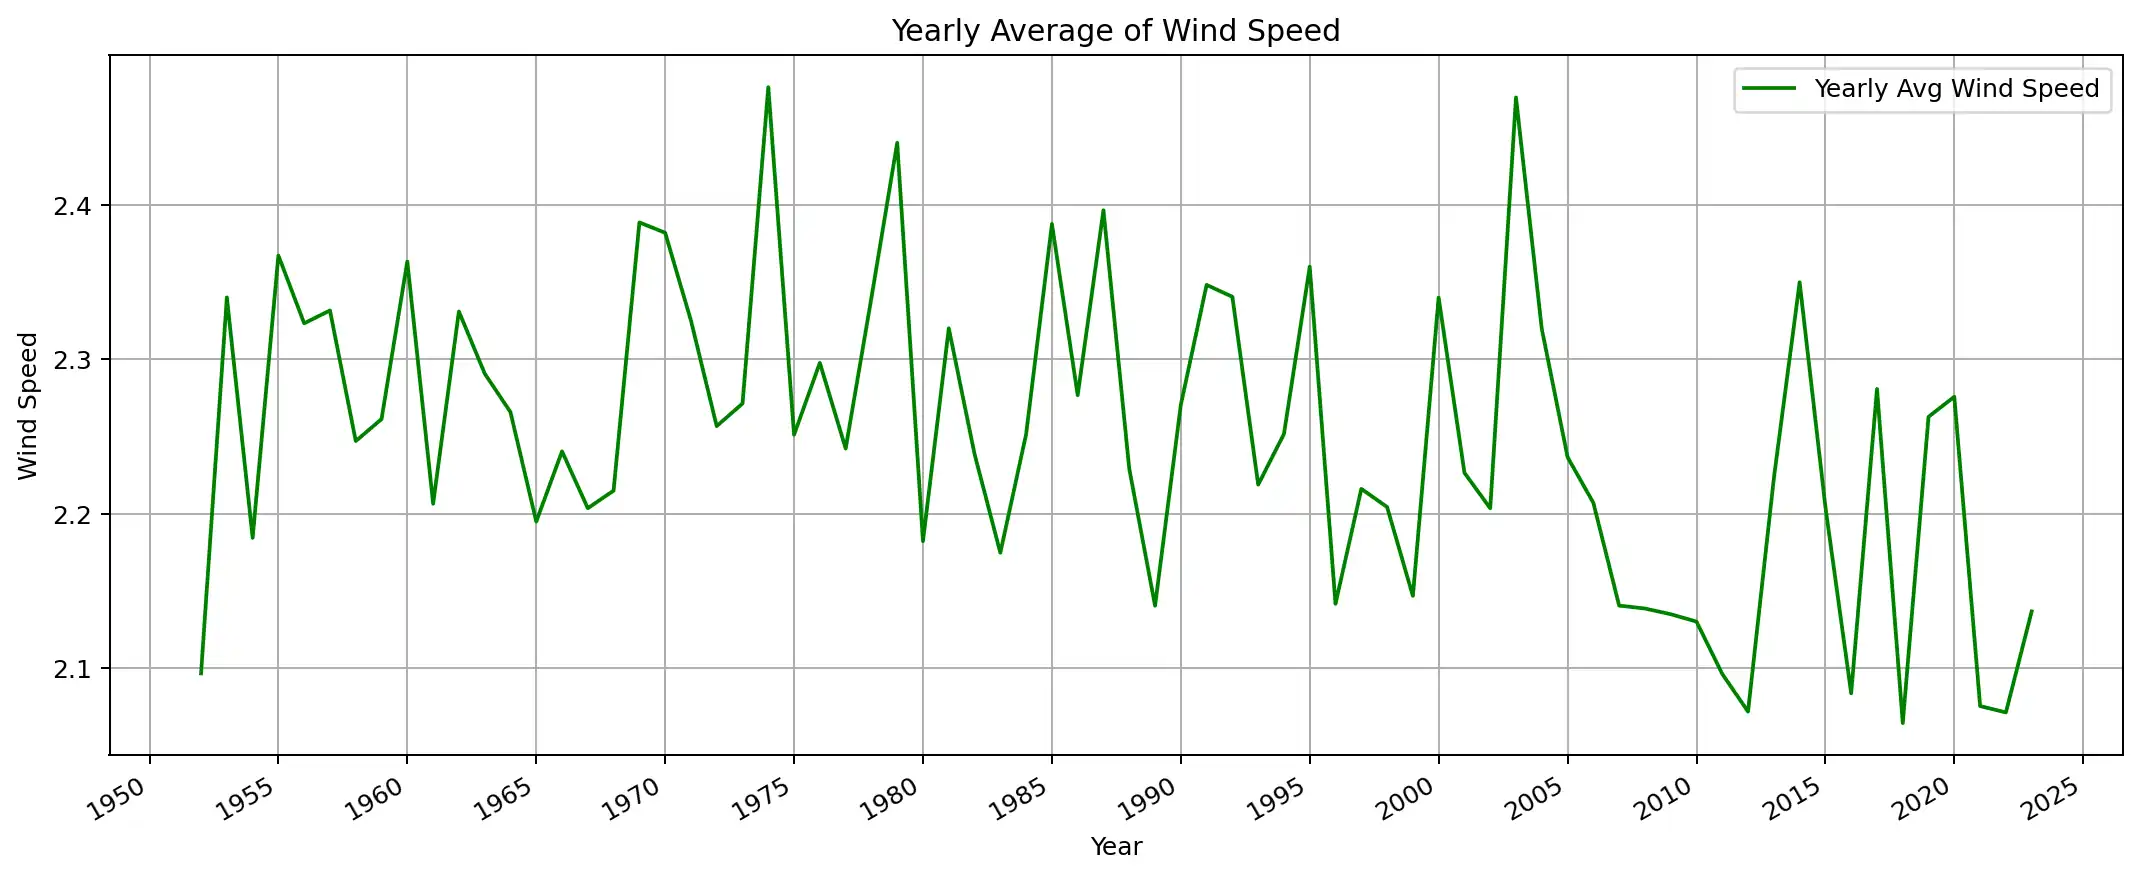 Yearly Average of Wind Speed
Yearly Avg Wind Speed
Wind Speed
2.4
2.3
2.2
2.1
1950 1955 1960 1965 1970 1975 1980 1985 1990 1995 2000 2005 2010 2015 2020 2025
Year